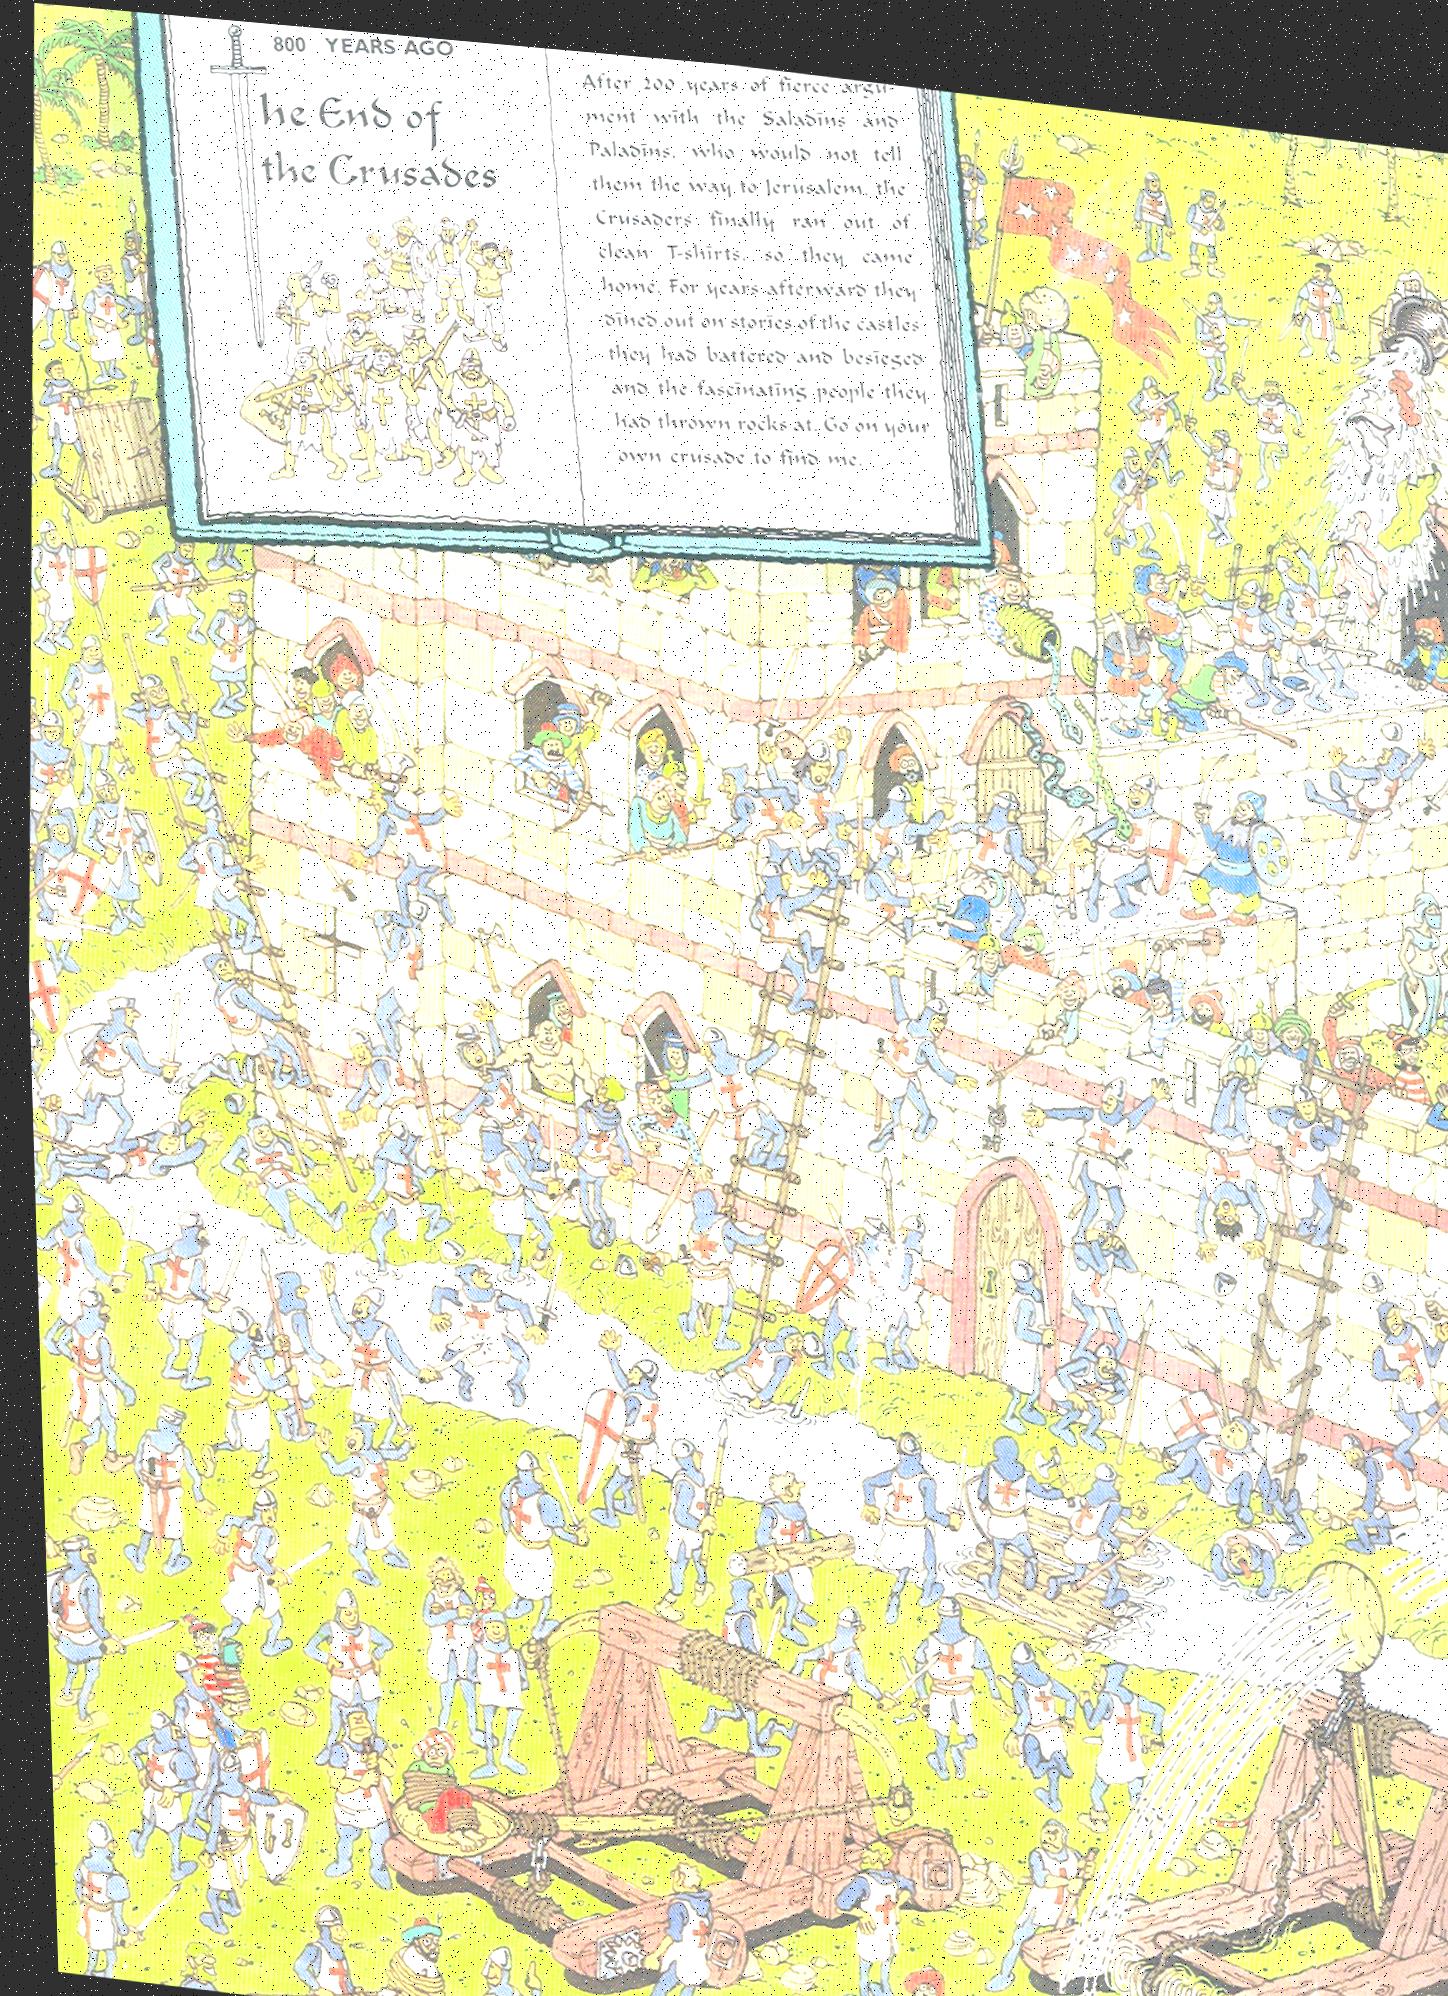 800 YEARS AGO
he End of
the Crusades
After 200 years of fierce argu-
ment with the Saladins and
Paladins, who would not tell
them the way to Jerusalem, the
Crusaders finally ran out of
clean T-shirts, so they came
home. For years afterward they
dined out on stories of the castles
they had battered and besieged
and the fascinating people they
had thrown rocks at. Go on your
own crusade to find me.